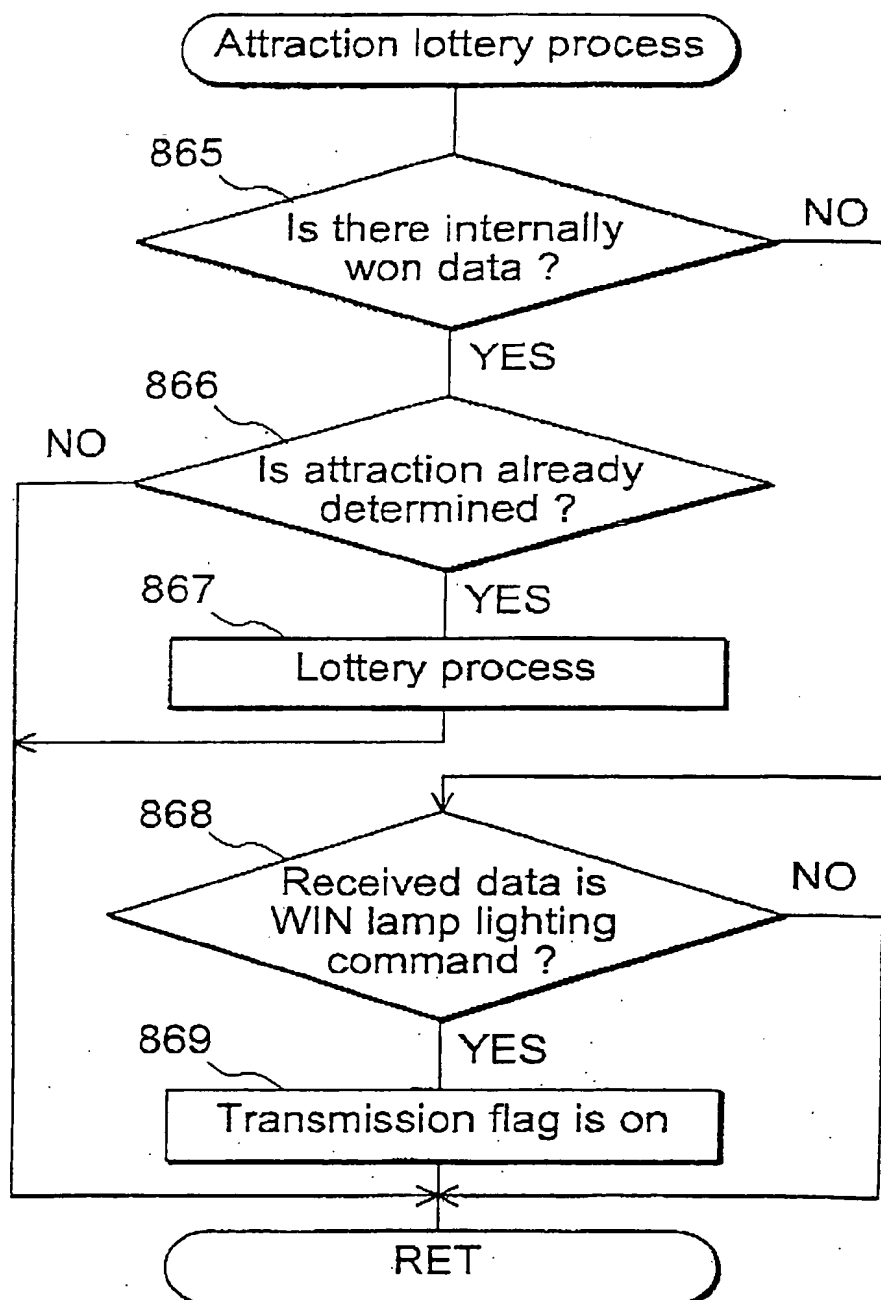 Attraction lottery process
865
Is there internally
won data ?
NO
YES
866
NO
Is attraction already
determined ?
YES
867
Lottery process
868
Received data is
WIN lamp lighting
command ?
NO
YES
869
Transmission flag is on
RET